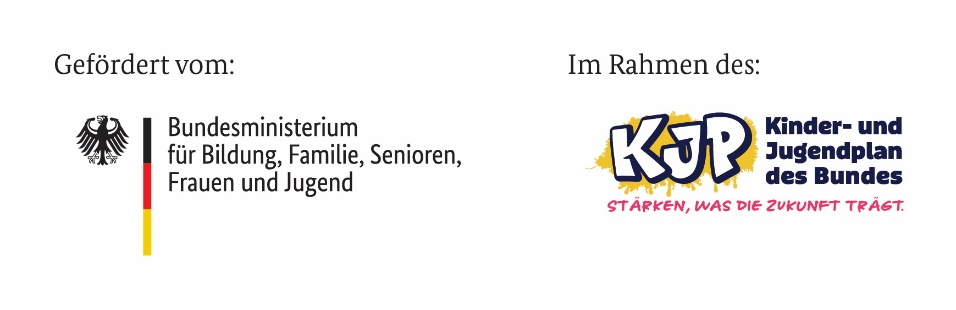 Gefördert vom:
Bundesministerium
für Bildung, Familie, Senioren,
Frauen und Jugend
Im Rahmen des:
KJP
Kinder- und
Jugendplan
des Bundes
STÄRKEN, WAS DIE ZUKUNFT TRÄGT.